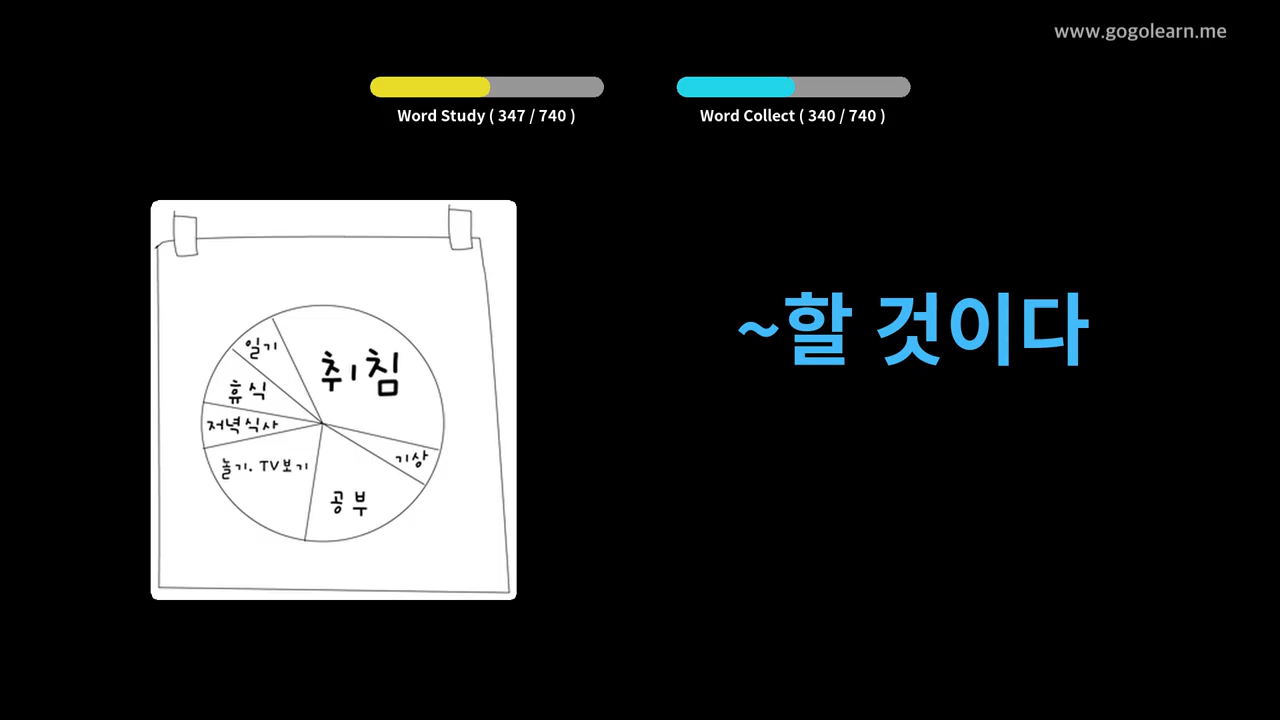 www.gogolearn.me
Word Study ( 347 / 740 )
Word Collect ( 340 / 740 )
~할 것이다
일기
취침
휴식
저녁식사
놀기. TV보기
기상
공부